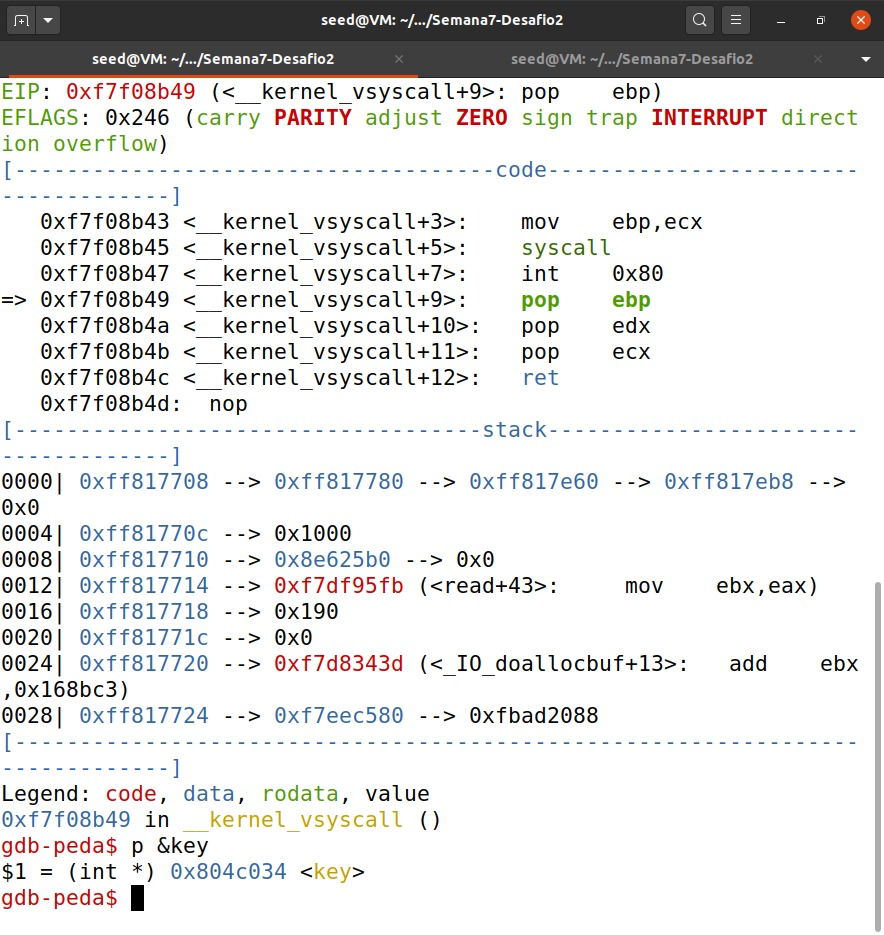 seed@VM: ~/.../Semana7-Desafio2
seed@VM: ~/.../Semana7-Desafio2
seed@VM: ~/.../Semana7-Desafio2
EIP: 0xf7f08b49 (<__kernel_vsyscall+9>: pop    ebp)
EFLAGS: 0x246 (carry PARITY adjust ZERO sign trap INTERRUPT direct
ion overflow)
[-------------------------------------code------------------------
-------------]
   0xf7f08b43 <__kernel_vsyscall+3>:    mov    ebp,ecx
   0xf7f08b45 <__kernel_vsyscall+5>:    syscall
   0xf7f08b47 <__kernel_vsyscall+7>:    int    0x80
=> 0xf7f08b49 <__kernel_vsyscall+9>:    pop    ebp
   0xf7f08b4a <__kernel_vsyscall+10>:   pop    edx
   0xf7f08b4b <__kernel_vsyscall+11>:   pop    ecx
   0xf7f08b4c <__kernel_vsyscall+12>:   ret
   0xf7f08b4d:  nop
[------------------------------------stack------------------------
-------------]
0000| 0xff817708 --> 0xff817780 --> 0xff817e60 --> 0xff817eb8 -->
0x0
0004| 0xff81770c --> 0x1000
0008| 0xff817710 --> 0x8e625b0 --> 0x0
0012| 0xff817714 --> 0xf7df95fb (<read+43>:     mov    ebx,eax)
0016| 0xff817718 --> 0x190
0020| 0xff81771c --> 0x0
0024| 0xff817720 --> 0xf7d8343d (<_IO_doallocbuf+13>:   add    ebx
,0x168bc3)
0028| 0xff817724 --> 0xf7eec580 --> 0xfbad2088
[-----------------------------------------------------------------
-------------]
Legend: code, data, rodata, value
0xf7f08b49 in __kernel_vsyscall ()
gdb-peda$ p &key
$1 = (int *) 0x804c034 <key>
gdb-peda$